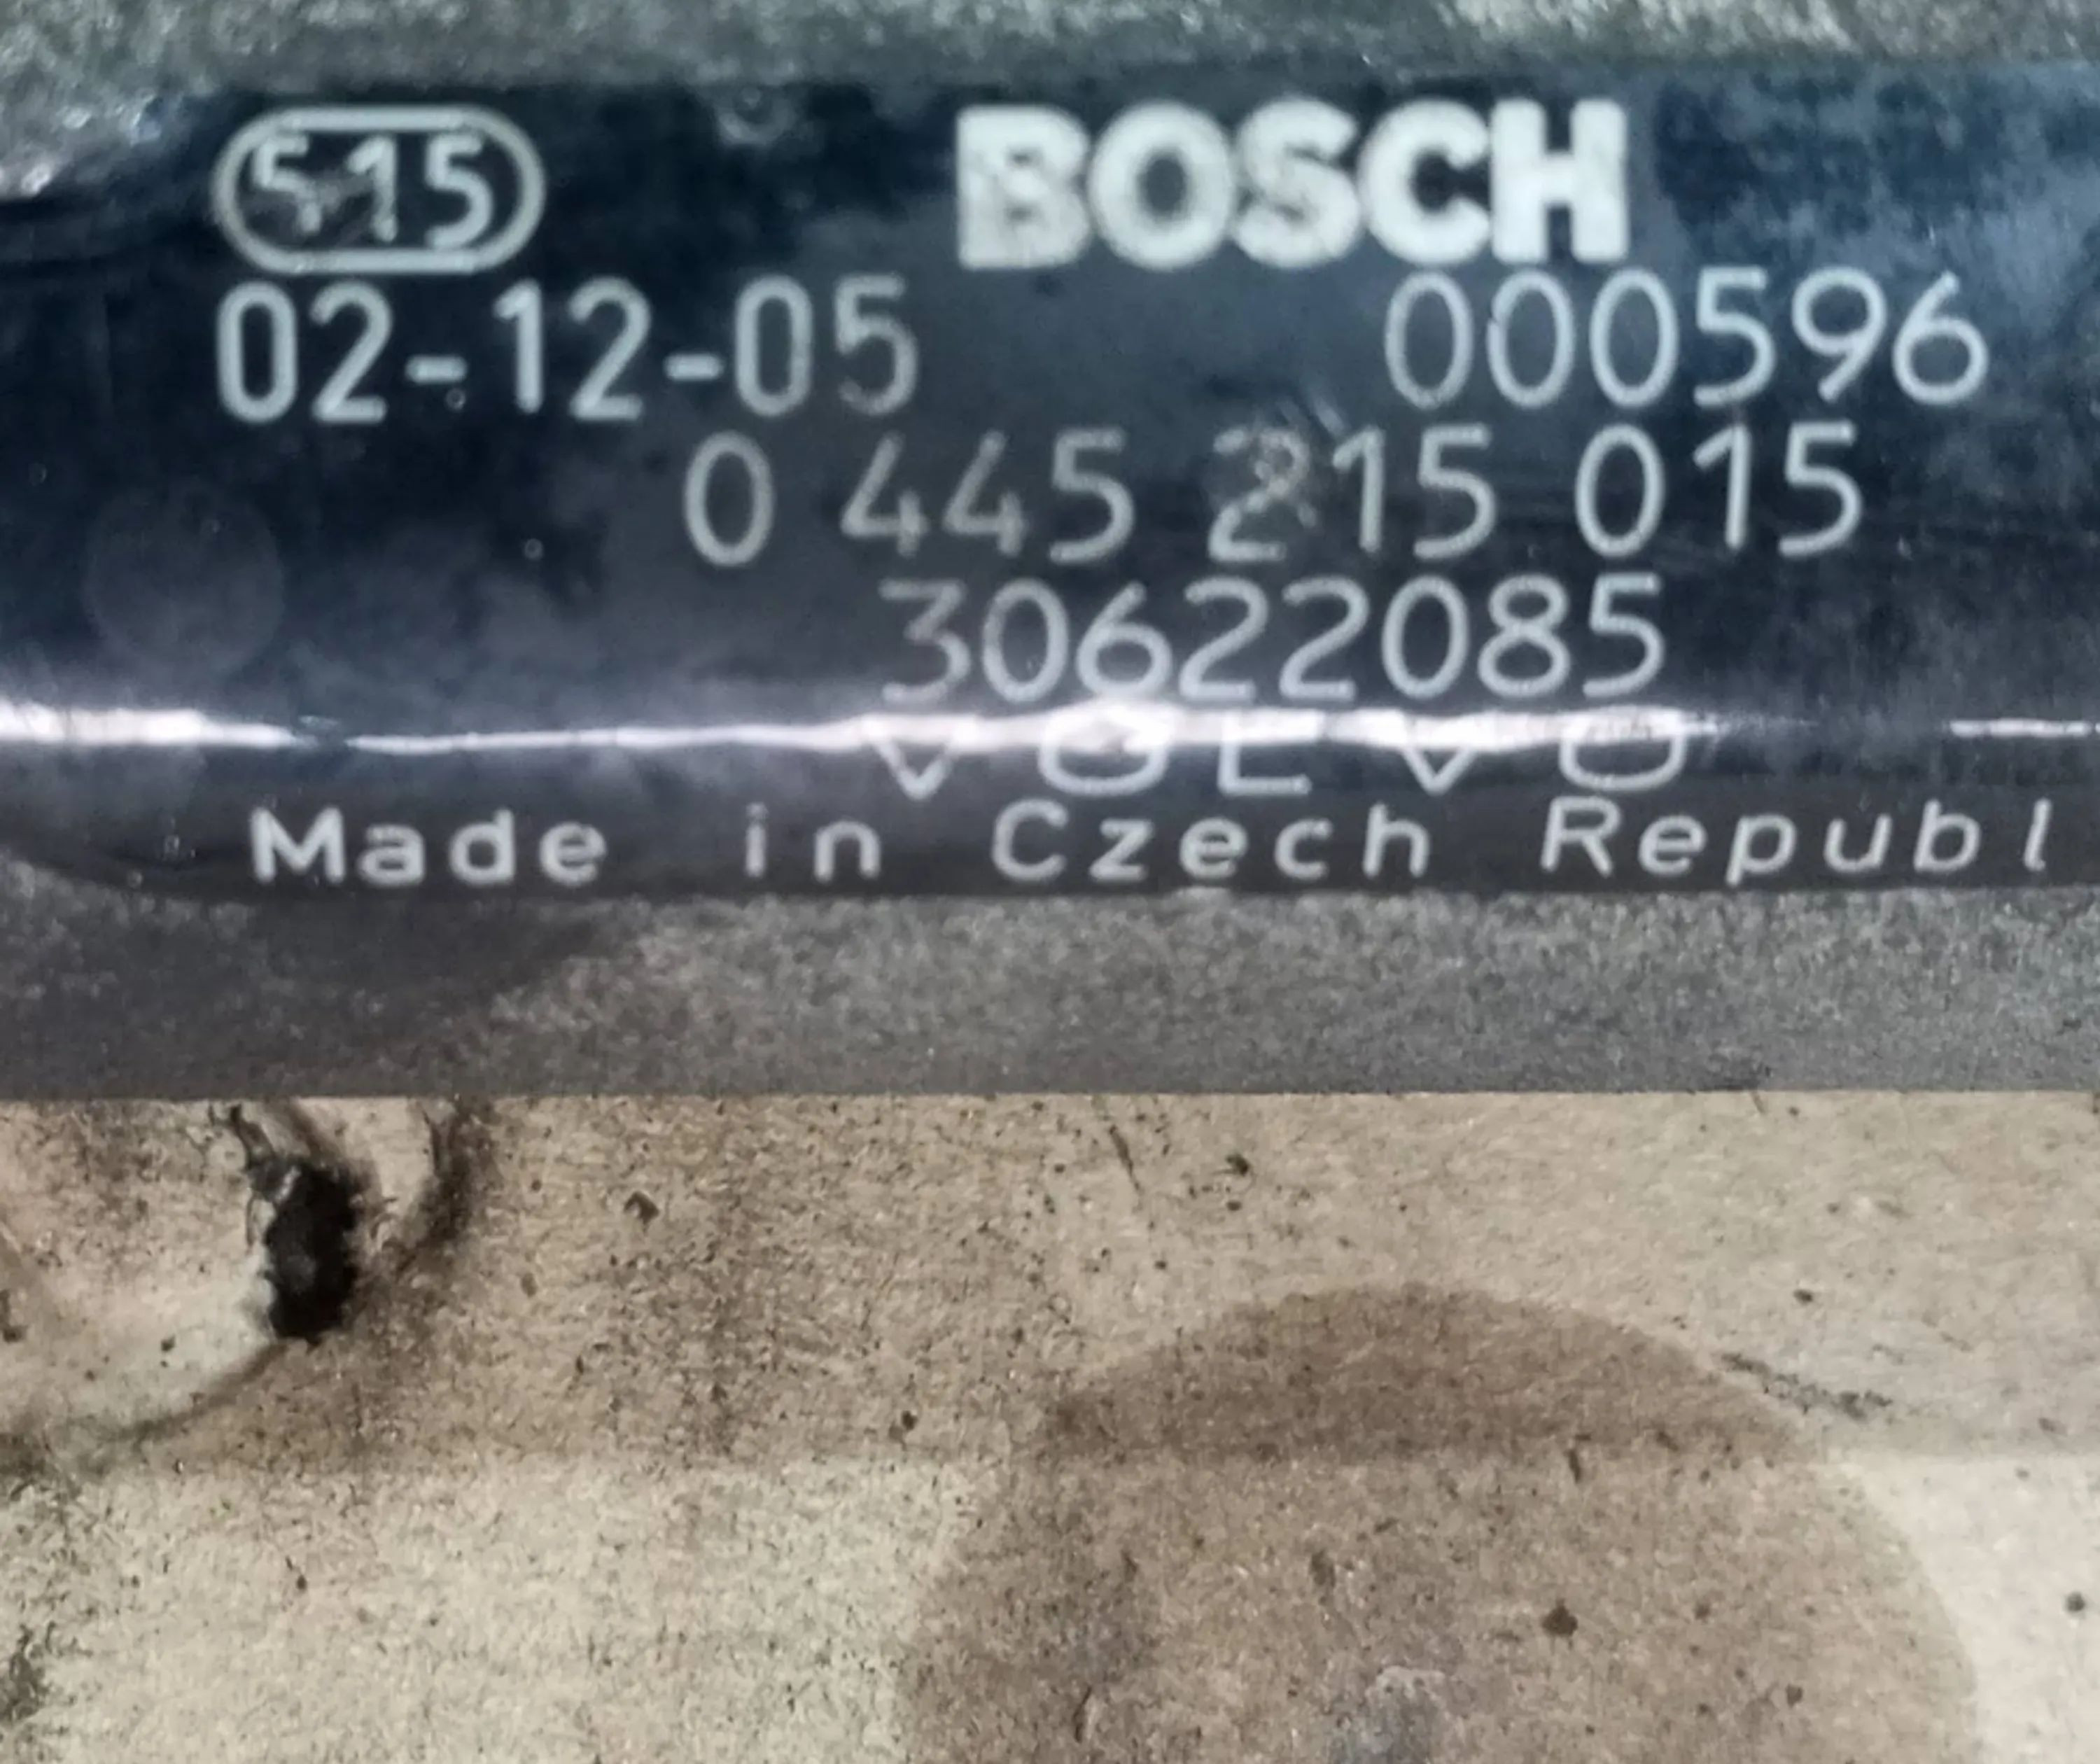 515 BOSCH
02-12-05 000596
0 445 215 015
30622085
VOLVO
Made in Czech Republ